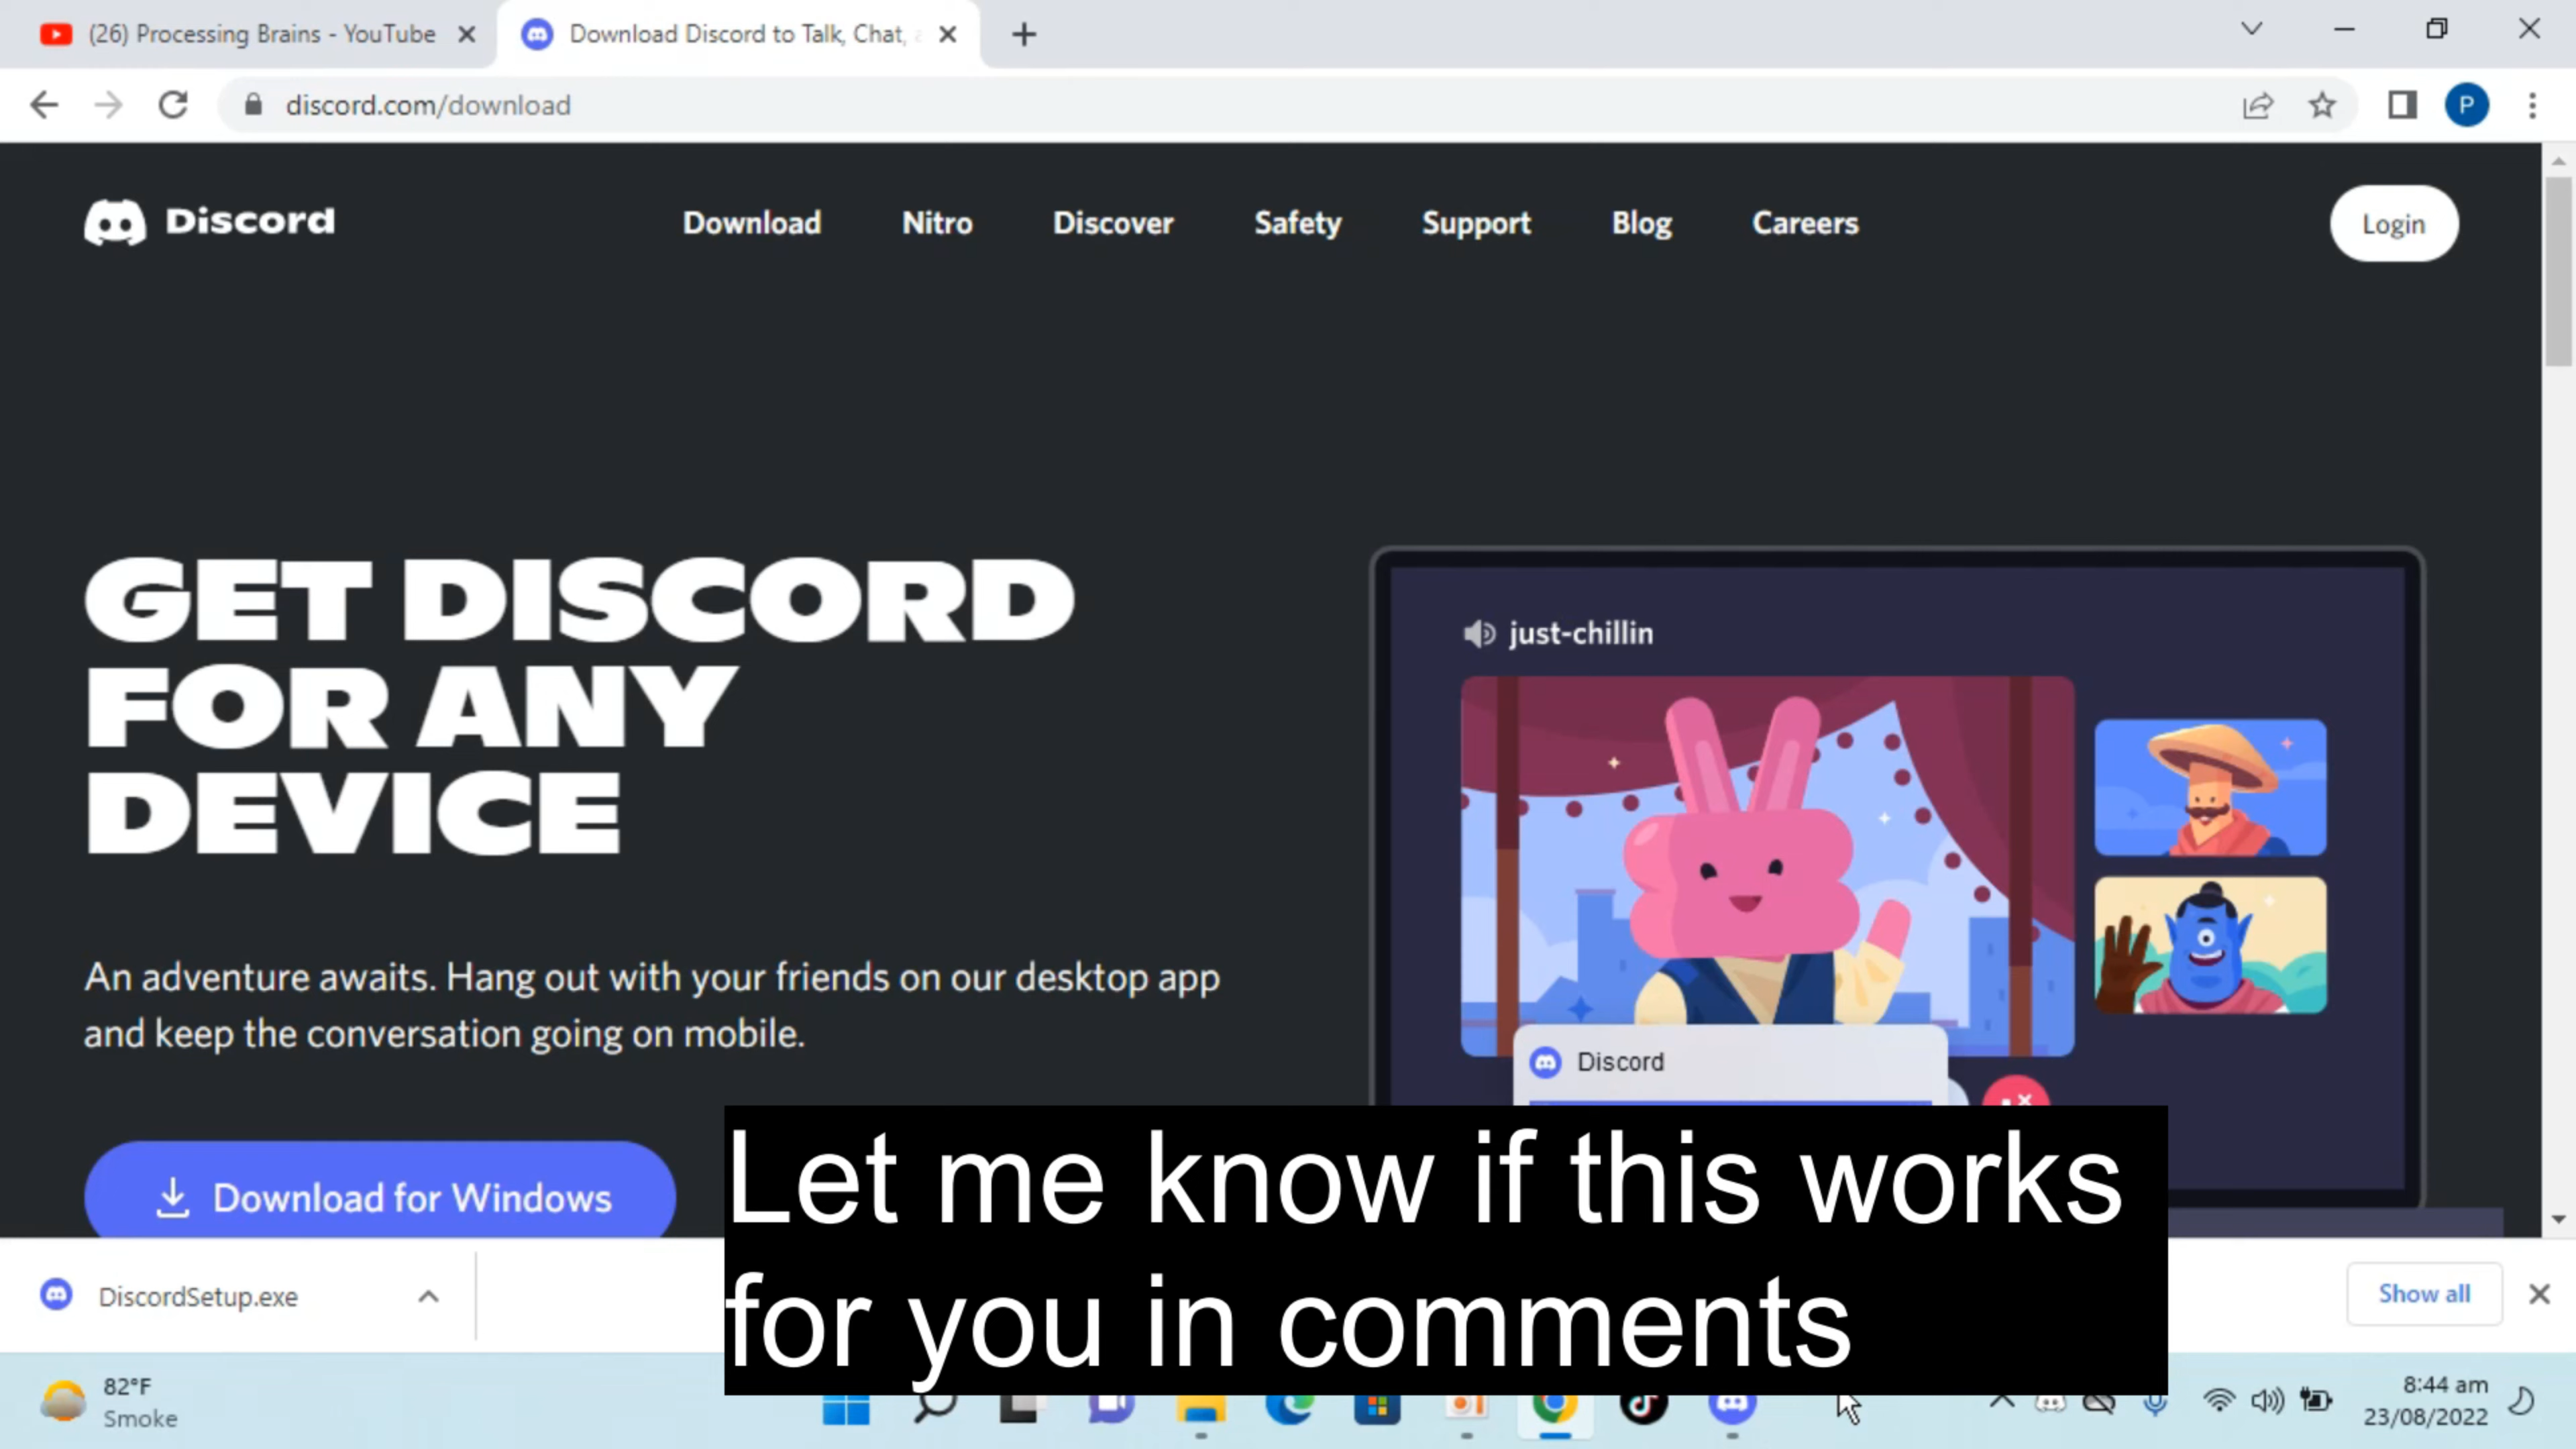 (26) Processing Brains - YouTube
Download Discord to Talk, Chat,
discord.com/download
P
Discord
Download
Nitro
Discover
Safety
Support
Blog
Careers
Login
GET DISCORD
FOR ANY
DEVICE
just-chillin
An adventure awaits. Hang out with your friends on our desktop app
and keep the conversation going on mobile.
Discord
Download for Windows
Let me know if this works
for you in comments
DiscordSetup.exe
Show all
82°F
Smoke
8:44 am
23/08/2022